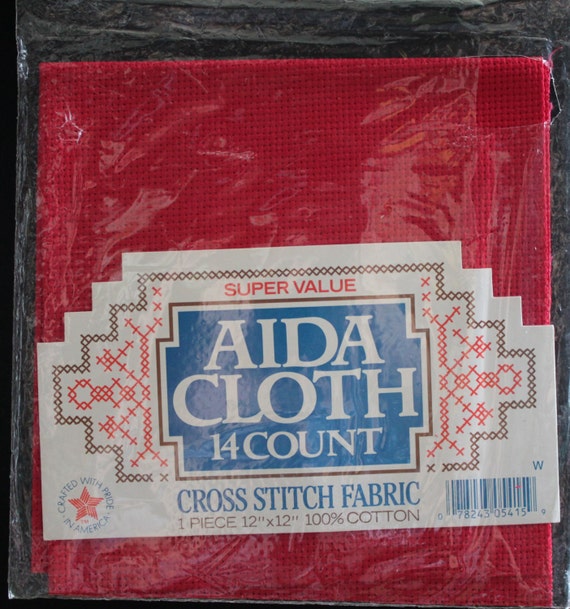 SUPER VALUE
AIDA
CLOTH
14 COUNT
CROSS STITCH FABRIC
1 PIECE 12"x12" 100% COTTON
CRAFTED WITH PRIDE
IN AMERICA
W
0 78243 05415 9